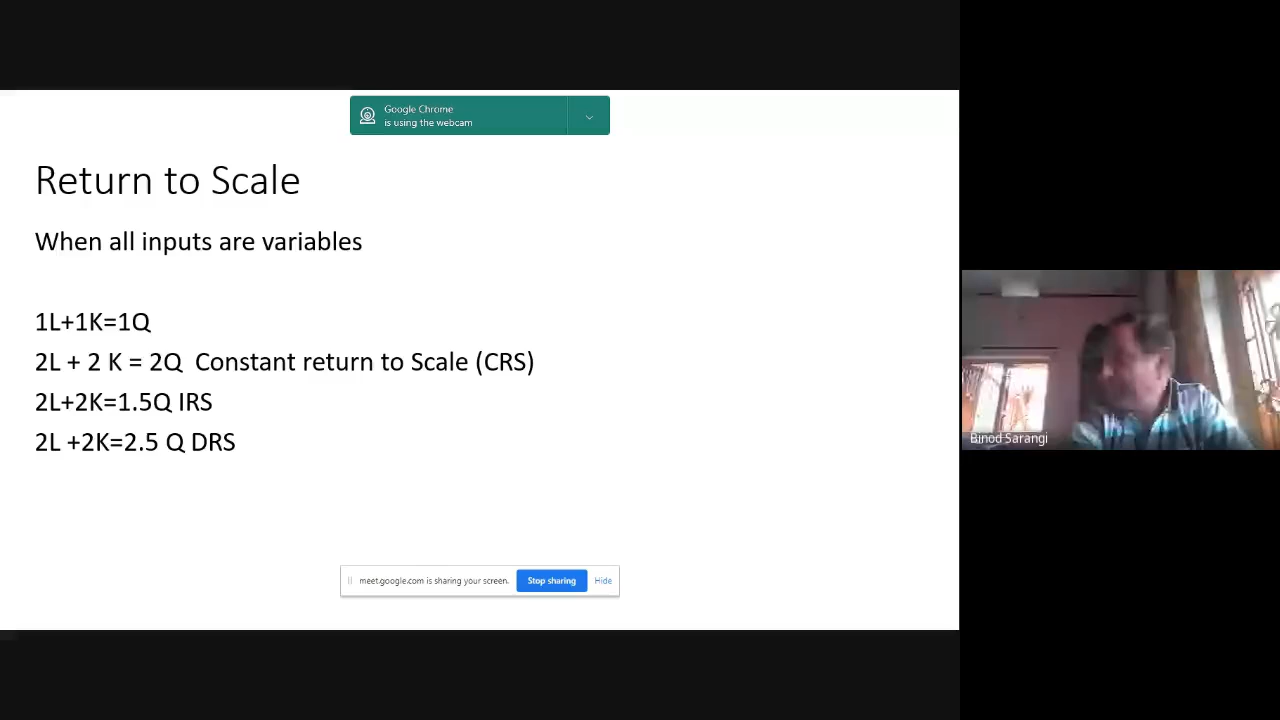 Google Chrome
is using the webcam
Return to Scale
When all inputs are variables
1L+1K=1Q
2L + 2 K = 2Q  Constant return to Scale (CRS)
2L+2K=1.5Q IRS
2L +2K=2.5 Q DRS
meet.google.com is sharing your screen.
Stop sharing
Hide
Binod Sarangi